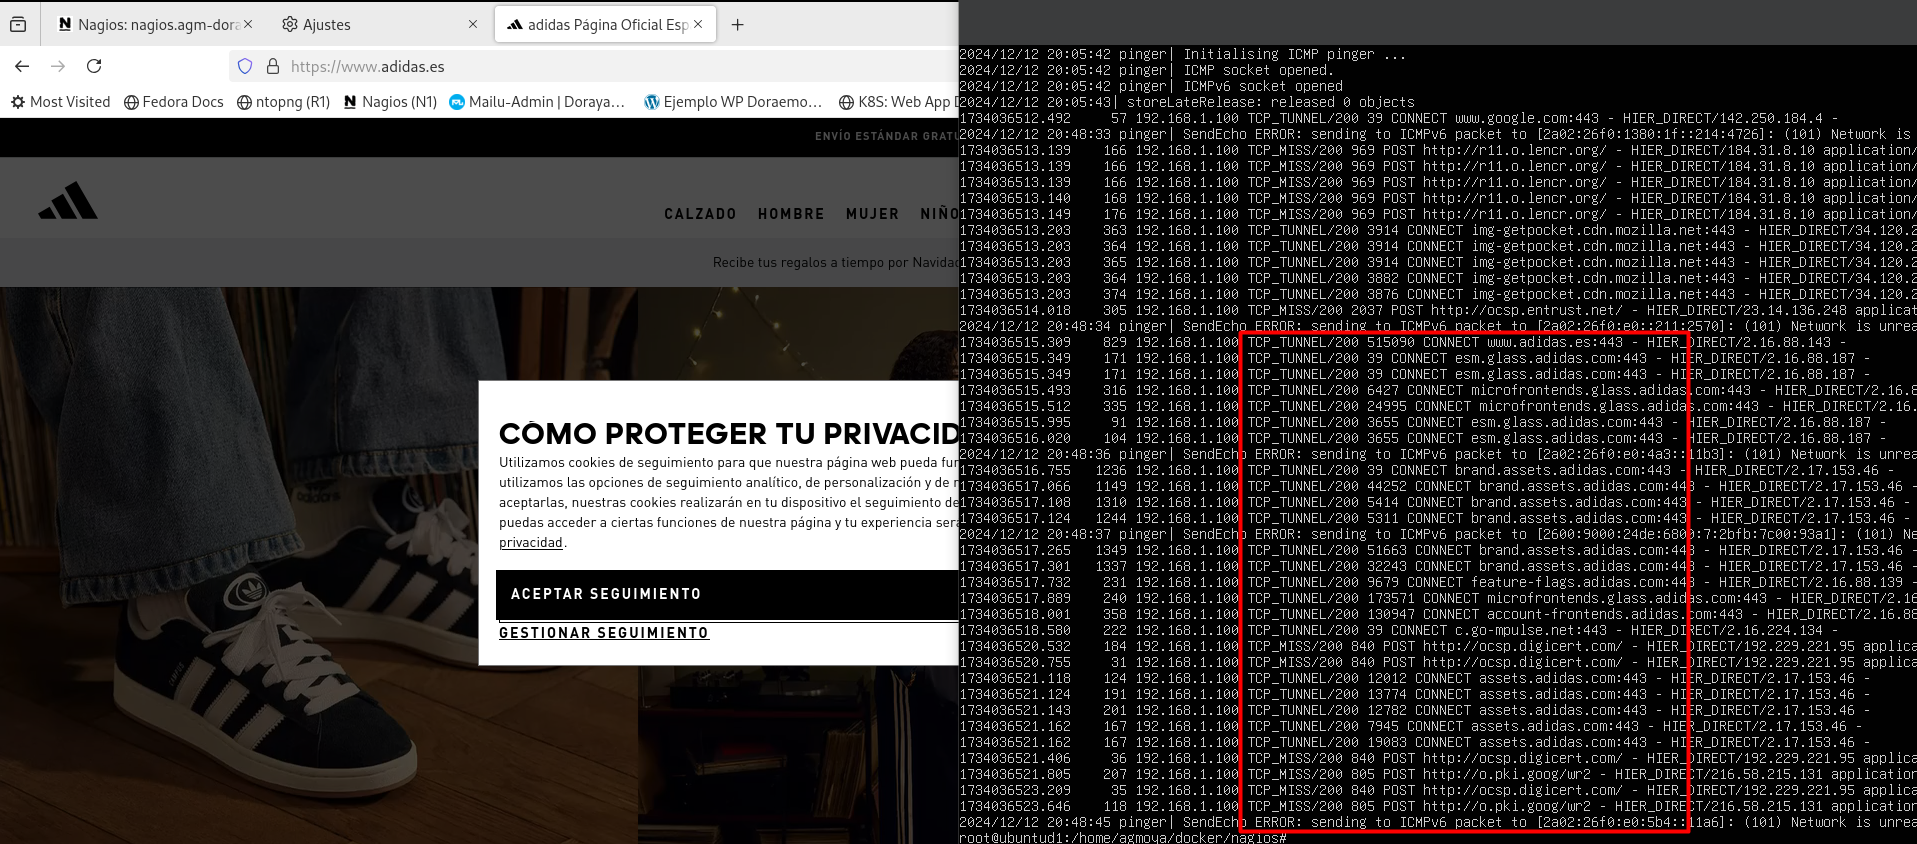 Nagios: nagios.agm-dora
Ajustes
adidas Página Oficial Esp
https://www.adidas.es
Most Visited
Fedora Docs
ntopng (R1)
Nagios (N1)
Mailu-Admin | Doraya…
Ejemplo WP Doraemo…
K8S: Web App D
ENVÍO ESTÁNDAR GRATU
CALZADO HOMBRE MUJER NIÑO
Recibe tus regalos a tiempo por Navidad
CÓMO PROTEGER TU PRIVACID
Utilizamos cookies de seguimiento para que nuestra página web pueda fun
utilizamos las opciones de seguimiento analítico, de personalización y de m
aceptarlas, nuestras cookies realizarán en tu dispositivo el seguimiento de
puedas acceder a ciertas funciones de nuestra página y tu experiencia será
privacidad.
ACEPTAR SEGUIMIENTO
GESTIONAR SEGUIMIENTO
adidas
2024/12/12 20:05:42 pinger| Initialising ICMP pinger ...
2024/12/12 20:05:42 pinger| ICMP socket opened.
2024/12/12 20:05:42 pinger| ICMPv6 socket opened
2024/12/12 20:05:43| storeLateRelease: released 0 objects
1734036512.492     57 192.168.1.100 TCP_TUNNEL/200 39 CONNECT www.google.com:443 - HIER_DIRECT/142.250.184.4 -
2024/12/12 20:48:33 pinger| SendEcho ERROR: sending to ICMPv6 packet to [2a02:26f0:1380:1f::214:4726]: (101) Network is
1734036513.139    166 192.168.1.100 TCP_MISS/200 969 POST http://r11.o.lencr.org/ - HIER_DIRECT/184.31.8.10 application/
1734036513.139    166 192.168.1.100 TCP_MISS/200 969 POST http://r11.o.lencr.org/ - HIER_DIRECT/184.31.8.10 application/
1734036513.139    166 192.168.1.100 TCP_MISS/200 969 POST http://r11.o.lencr.org/ - HIER_DIRECT/184.31.8.10 application/
1734036513.140    168 192.168.1.100 TCP_MISS/200 969 POST http://r11.o.lencr.org/ - HIER_DIRECT/184.31.8.10 application/
1734036513.149    176 192.168.1.100 TCP_MISS/200 969 POST http://r11.o.lencr.org/ - HIER_DIRECT/184.31.8.10 application/
1734036513.203    363 192.168.1.100 TCP_TUNNEL/200 3914 CONNECT img-getpocket.cdn.mozilla.net:443 - HIER_DIRECT/34.120.2
1734036513.203    364 192.168.1.100 TCP_TUNNEL/200 3914 CONNECT img-getpocket.cdn.mozilla.net:443 - HIER_DIRECT/34.120.2
1734036513.203    365 192.168.1.100 TCP_TUNNEL/200 3914 CONNECT img-getpocket.cdn.mozilla.net:443 - HIER_DIRECT/34.120.2
1734036513.203    364 192.168.1.100 TCP_TUNNEL/200 3882 CONNECT img-getpocket.cdn.mozilla.net:443 - HIER_DIRECT/34.120.2
1734036513.203    374 192.168.1.100 TCP_TUNNEL/200 3876 CONNECT img-getpocket.cdn.mozilla.net:443 - HIER_DIRECT/34.120.2
1734036514.018    305 192.168.1.100 TCP_MISS/200 2037 POST http://ocsp.entrust.net/ - HIER_DIRECT/23.14.136.248 applicat
2024/12/12 20:48:34 pinger| SendEcho ERROR: sending to ICMPv6 packet to [2a02:26f0:e0::211:2570]: (101) Network is unrea
1734036515.309    829 192.168.1.100 TCP_TUNNEL/200 515090 CONNECT www.adidas.es:443 - HIER_DIRECT/2.16.88.143 -
1734036515.349    171 192.168.1.100 TCP_TUNNEL/200 39 CONNECT esm.glass.adidas.com:443 - HIER_DIRECT/2.16.88.187 -
1734036515.349    171 192.168.1.100 TCP_TUNNEL/200 39 CONNECT esm.glass.adidas.com:443 - HIER_DIRECT/2.16.88.187 -
1734036515.493    316 192.168.1.100 TCP_TUNNEL/200 6427 CONNECT microfrontends.glass.adidas.com:443 - HIER_DIRECT/2.16.8
1734036515.512    335 192.168.1.100 TCP_TUNNEL/200 24995 CONNECT microfrontends.glass.adidas.com:443 - HIER_DIRECT/2.16.
1734036515.995     91 192.168.1.100 TCP_TUNNEL/200 3655 CONNECT esm.glass.adidas.com:443 - HIER_DIRECT/2.16.88.187 -
1734036516.020    104 192.168.1.100 TCP_TUNNEL/200 3655 CONNECT esm.glass.adidas.com:443 - HIER_DIRECT/2.16.88.187 -
2024/12/12 20:48:36 pinger| SendEcho ERROR: sending to ICMPv6 packet to [2a02:26f0:e0:4a3::11b3]: (101) Network is unrea
1734036516.755   1236 192.168.1.100 TCP_TUNNEL/200 39 CONNECT brand.assets.adidas.com:443 - HIER_DIRECT/2.17.153.46 -
1734036517.066   1149 192.168.1.100 TCP_TUNNEL/200 44252 CONNECT brand.assets.adidas.com:443 - HIER_DIRECT/2.17.153.46 -
1734036517.108   1310 192.168.1.100 TCP_TUNNEL/200 5414 CONNECT brand.assets.adidas.com:443 - HIER_DIRECT/2.17.153.46 -
1734036517.124   1244 192.168.1.100 TCP_TUNNEL/200 5311 CONNECT brand.assets.adidas.com:443 - HIER_DIRECT/2.17.153.46 -
2024/12/12 20:48:37 pinger| SendEcho ERROR: sending to ICMPv6 packet to [2600:9000:24de:6800:7:2bfb:7c00:93a1]: (101) Ne
1734036517.265   1349 192.168.1.100 TCP_TUNNEL/200 51663 CONNECT brand.assets.adidas.com:443 - HIER_DIRECT/2.17.153.46 -
1734036517.301   1337 192.168.1.100 TCP_TUNNEL/200 32243 CONNECT brand.assets.adidas.com:443 - HIER_DIRECT/2.17.153.46 -
1734036517.732    231 192.168.1.100 TCP_TUNNEL/200 9679 CONNECT feature-flags.adidas.com:443 - HIER_DIRECT/2.16.88.139 -
1734036517.889    240 192.168.1.100 TCP_TUNNEL/200 173571 CONNECT microfrontends.glass.adidas.com:443 - HIER_DIRECT/2.16
1734036518.001    358 192.168.1.100 TCP_TUNNEL/200 130947 CONNECT account-frontends.adidas.com:443 - HIER_DIRECT/2.16.88
1734036518.580    222 192.168.1.100 TCP_TUNNEL/200 39 CONNECT c.go-mpulse.net:443 - HIER_DIRECT/2.16.224.134 -
1734036520.532    184 192.168.1.100 TCP_MISS/200 840 POST http://ocsp.digicert.com/ - HIER_DIRECT/192.229.221.95 applica
1734036520.755     31 192.168.1.100 TCP_MISS/200 840 POST http://ocsp.digicert.com/ - HIER_DIRECT/192.229.221.95 applica
1734036521.118    124 192.168.1.100 TCP_TUNNEL/200 12012 CONNECT assets.adidas.com:443 - HIER_DIRECT/2.17.153.46 -
1734036521.124    191 192.168.1.100 TCP_TUNNEL/200 13774 CONNECT assets.adidas.com:443 - HIER_DIRECT/2.17.153.46 -
1734036521.143    201 192.168.1.100 TCP_TUNNEL/200 12782 CONNECT assets.adidas.com:443 - HIER_DIRECT/2.17.153.46 -
1734036521.162    167 192.168.1.100 TCP_TUNNEL/200 7945 CONNECT assets.adidas.com:443 - HIER_DIRECT/2.17.153.46 -
1734036521.162    167 192.168.1.100 TCP_TUNNEL/200 19083 CONNECT assets.adidas.com:443 - HIER_DIRECT/2.17.153.46 -
1734036521.406     36 192.168.1.100 TCP_MISS/200 840 POST http://ocsp.digicert.com/ - HIER_DIRECT/192.229.221.95 applica
1734036521.805    207 192.168.1.100 TCP_MISS/200 805 POST http://o.pki.goog/wr2 - HIER_DIRECT/216.58.215.131 application
1734036523.209     35 192.168.1.100 TCP_MISS/200 840 POST http://ocsp.digicert.com/ - HIER_DIRECT/192.229.221.95 applica
1734036523.646    118 192.168.1.100 TCP_MISS/200 805 POST http://o.pki.goog/wr2 - HIER_DIRECT/216.58.215.131 application
2024/12/12 20:48:45 pinger| SendEcho ERROR: sending to ICMPv6 packet to [2a02:26f0:e0:5b4::11a6]: (101) Network is unrea
root@ubuntud1:/home/agmoya/docker/nagios#